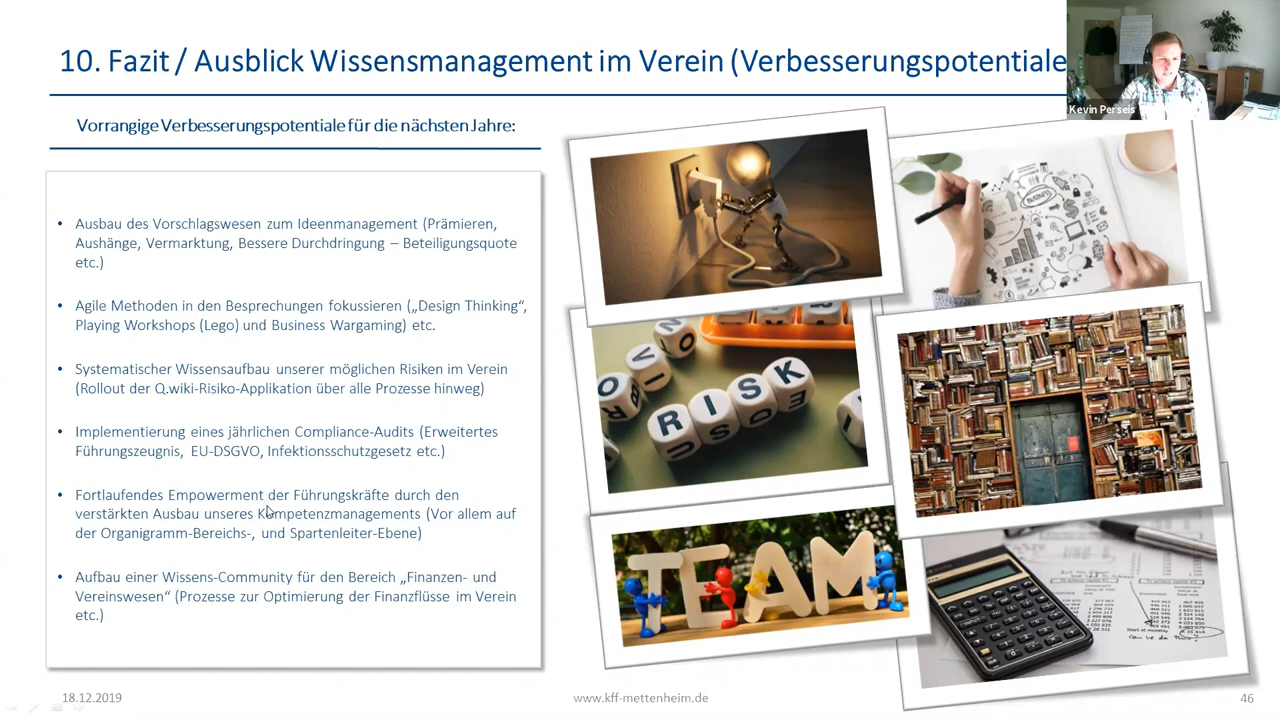 10. Fazit / Ausblick Wissensmanagement im Verein (Verbesserungspotentiale
Kevin Perseis
Vorrangige Verbesserungspotentiale für die nächsten Jahre:
• Ausbau des Vorschlagswesen zum Ideenmanagement (Prämieren,
Aushänge, Vermarktung, Bessere Durchdringung – Beteiligungsquote
etc.)
• Agile Methoden in den Besprechungen fokussieren („Design Thinking“,
Playing Workshops (Lego) und Business Wargaming) etc.
• Systematischer Wissensaufbau unserer möglichen Risiken im Verein
(Rollout der Q.wiki-Risiko-Applikation über alle Prozesse hinweg)
• Implementierung eines jährlichen Compliance-Audits (Erweitertes
Führungszeugnis, EU-DSGVO, Infektionsschutzgesetz etc.)
• Fortlaufendes Empowerment der Führungskräfte durch den
verstärkten Ausbau unseres Kompetenzmanagements (Vor allem auf
der Organigramm-Bereichs-, und Spartenleiter-Ebene)
• Aufbau einer Wissens-Community für den Bereich „Finanzen- und
Vereinswesen“ (Prozesse zur Optimierung der Finanzflüsse im Verein
etc.)
BUSINESS
RISK
TEAM
18.12.2019
www.kff-mettenheim.de
46